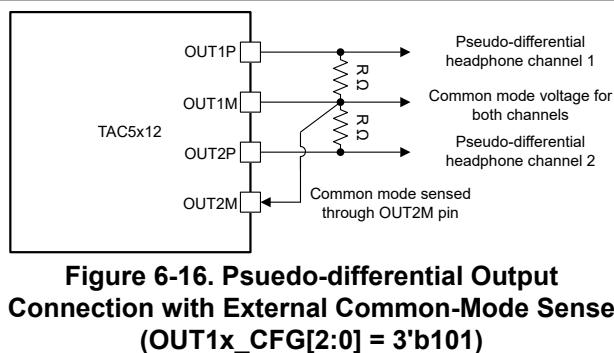 OUT1P
Pseudo-differential
headphone channel 1
R Ω
OUT1M
Common mode voltage for
both channels
TAC5x12
R Ω
OUT2P
Pseudo-differential
headphone channel 2
OUT2M
Common mode sensed
through OUT2M pin
Figure 6-16. Psuedo-differential Output
Connection with External Common-Mode Sense
(OUT1x_CFG[2:0] = 3'b101)